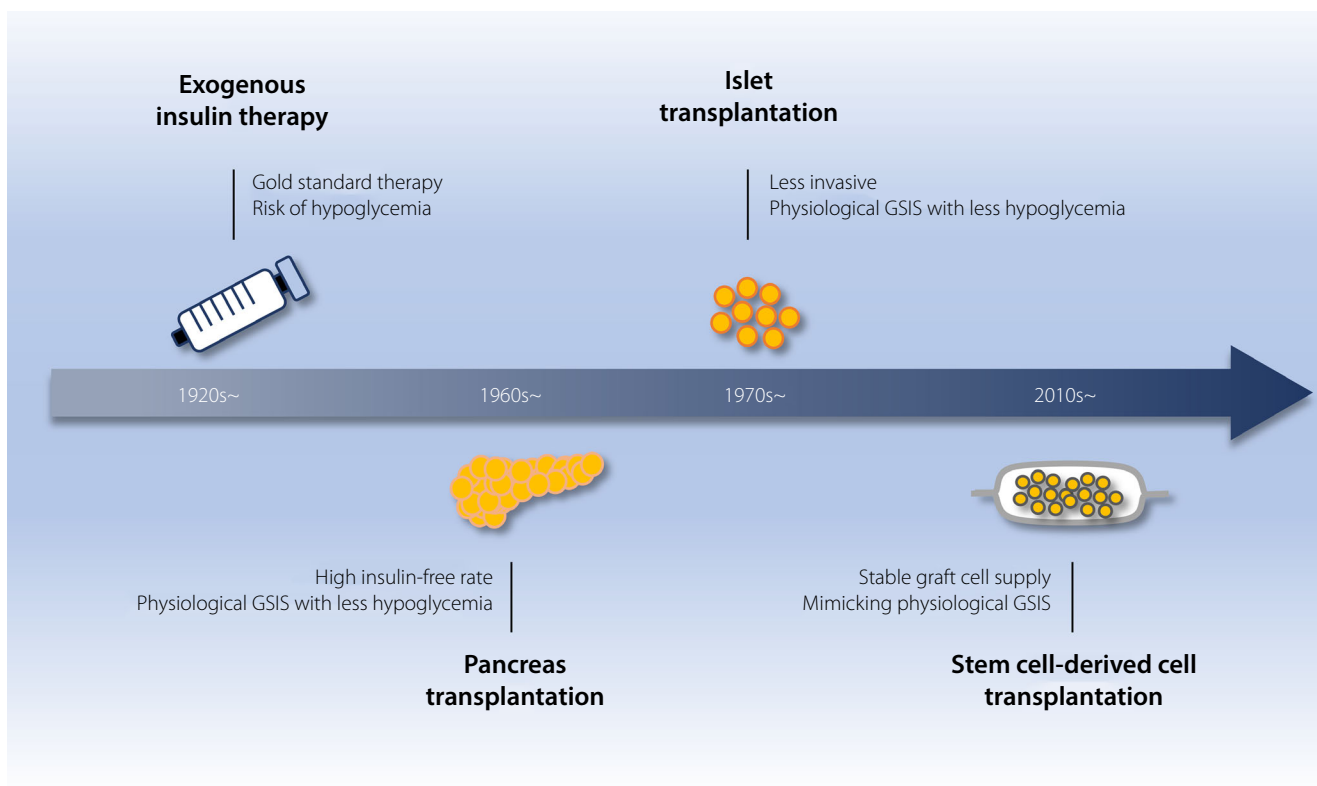 Exogenous
insulin therapy
Gold standard therapy
Risk of hypoglycemia
Islet
transplantation
Less invasive
Physiological GSIS with less hypoglycemia
1920s~
1960s~
1970s~
2010s~
High insulin-free rate
Physiological GSIS with less hypoglycemia
Pancreas
transplantation
Stable graft cell supply
Mimicking physiological GSIS
Stem cell-derived cell
transplantation